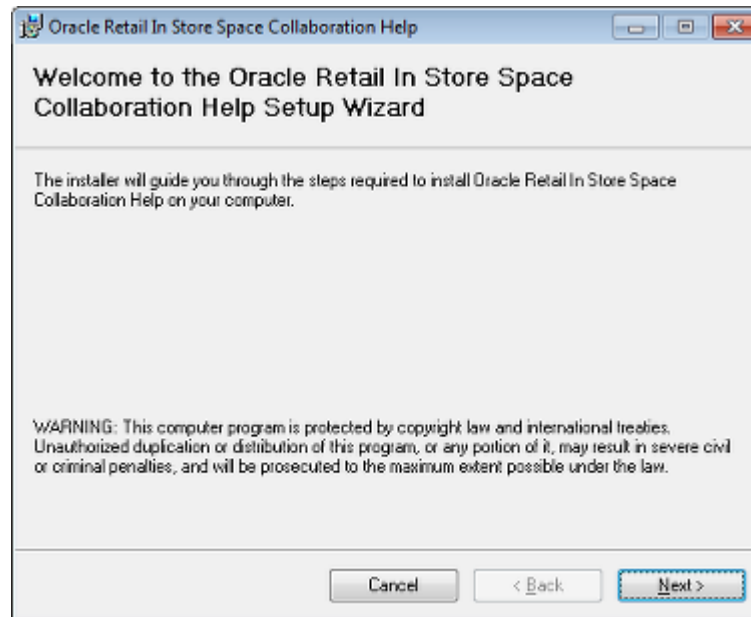 Oracle Retail In Store Space Collaboration Help
Welcome to the Oracle Retail In Store Space
Collaboration Help Setup Wizard
The installer will guide you through the steps required to install Oracle Retail In Store Space
Collaboration Help on your computer.
WARNING: This computer program is protected by copyright law and international treaties.
Unauthorized duplication or distribution of this program, or any portion of it, may result in severe civil
or criminal penalties, and will be prosecuted to the maximum extent possible under the law.
Cancel
< Back
Next >